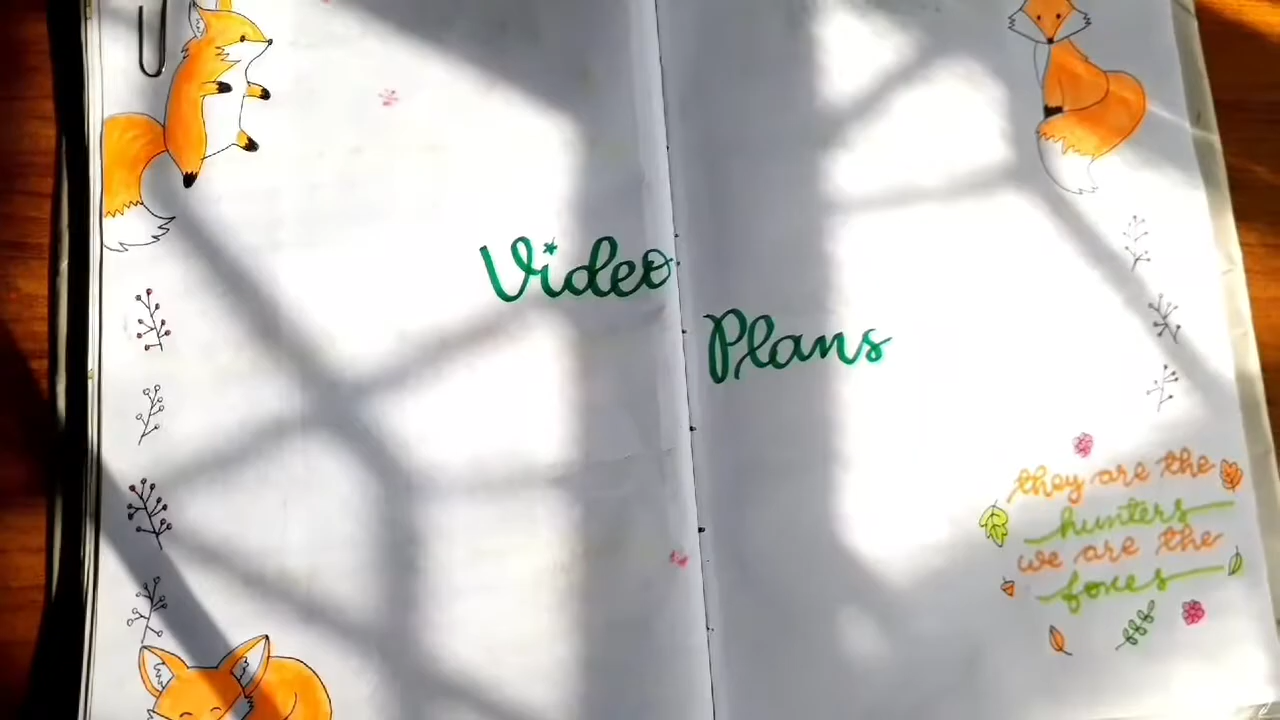 Video
Plans
they are the
hunters
we are the
foxes